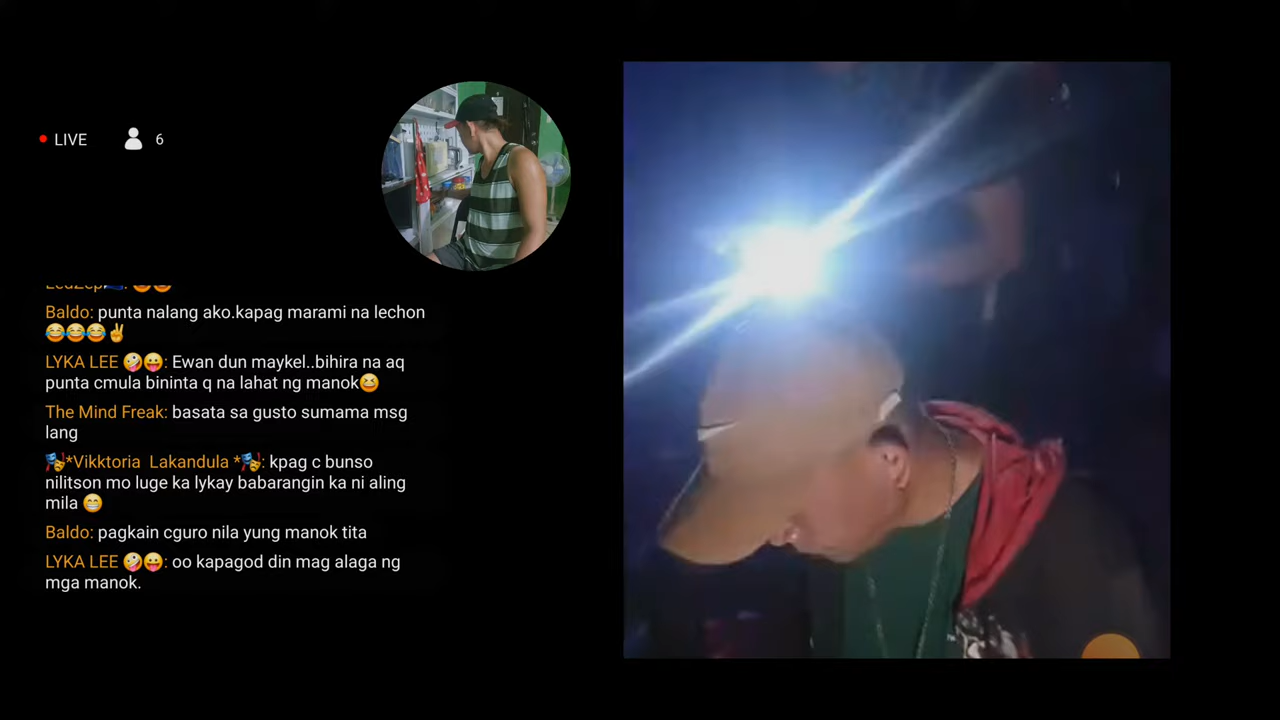 LIVE 6
Baldo: punta nalang ako.kapag marami na lechon
😂😂😂✌
LYKA LEE 🤪😛: Ewan dun maykel..bihira na aq
punta cmula bininta q na lahat ng manok😆
The Mind Freak: basata sa gusto sumama msg
lang
🎭*Vikktoria Lakandula *🎭: kpag c bunso
nilitson mo luge ka lykay babarangin ka ni aling
mila 😁
Baldo: pagkain cguro nila yung manok tita
LYKA LEE 🤪😛: oo kapagod din mag alaga ng
mga manok.